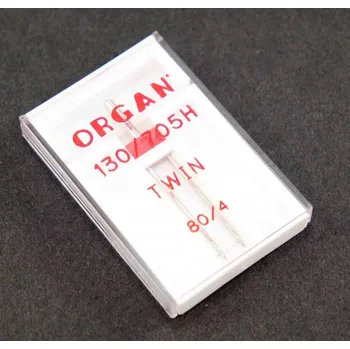 ORGAN
130/705H
TWIN
80/4